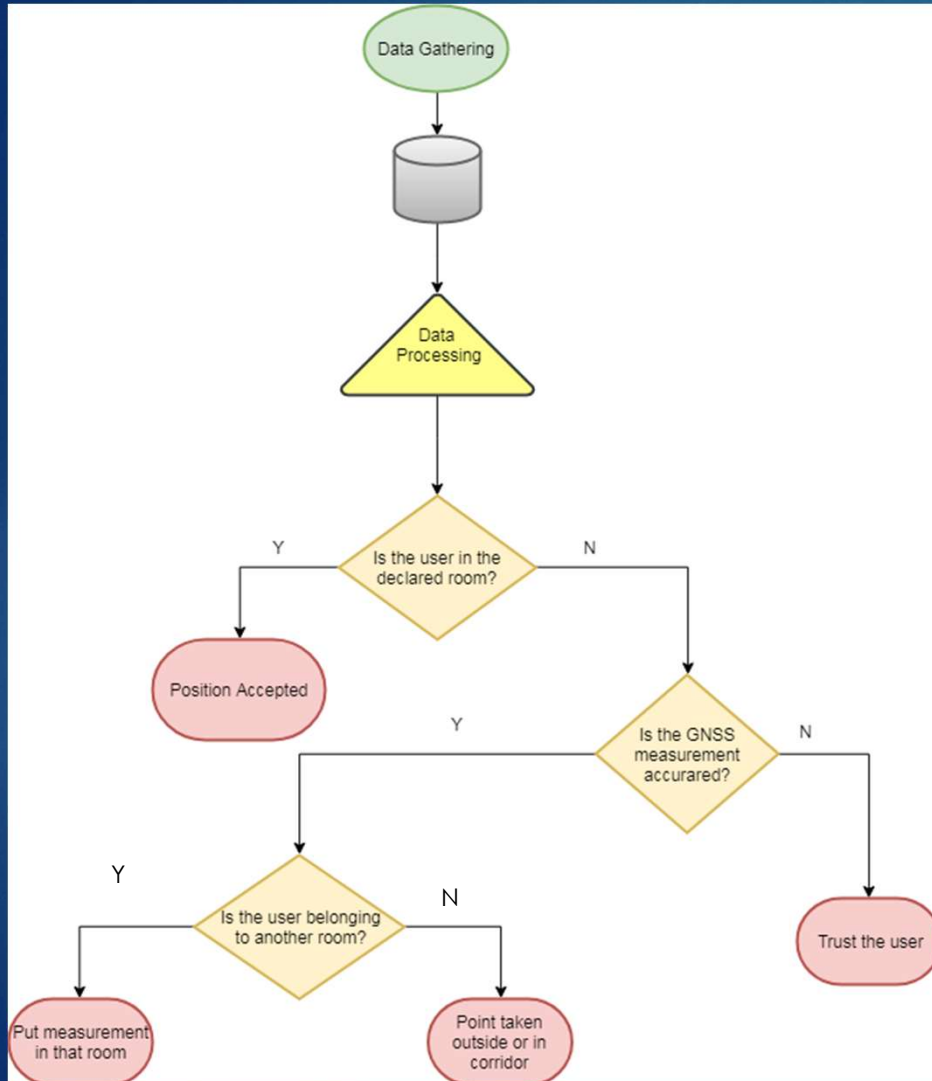 Data Gathering
Data
Processing
Is the user in the
declared room?
Y
N
Position Accepted
Is the GNSS
measurement
accurared?
Y
N
Is the user belonging
to another room?
Y
N
Trust the user
Put measurement
in that room
Point taken
outside or in
corridor